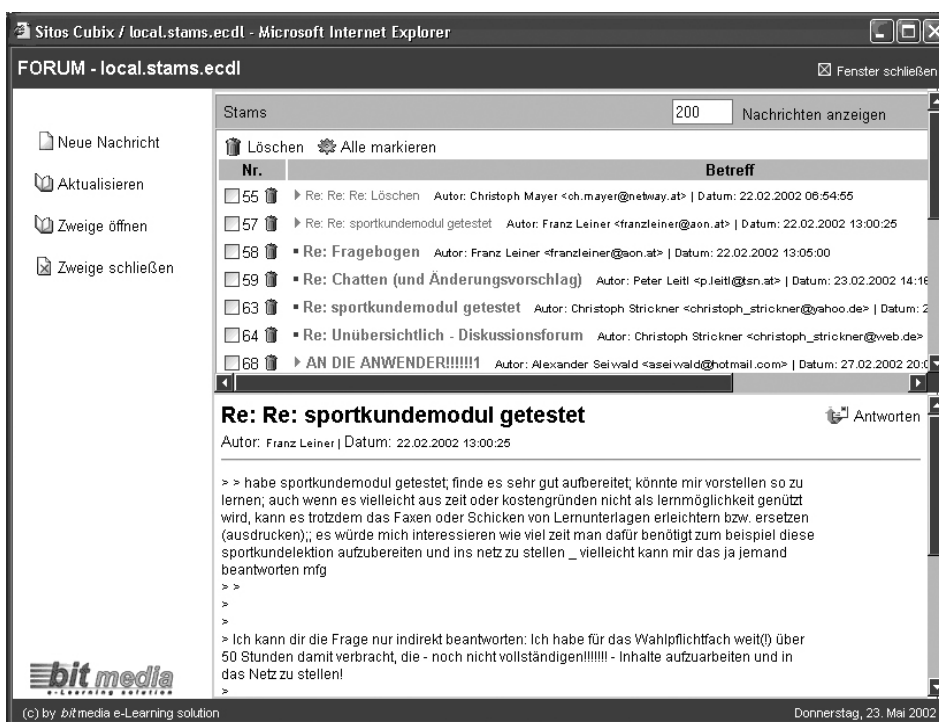 Sitos Cubix / local.stams.ecdl - Microsoft Internet Explorer
FORUM - local.stams.ecdl
Fenster schließen
Neue Nachricht
Aktualisieren
Zweige öffnen
Zweige schließen
Stams 200 Nachrichten anzeigen
Löschen Alle markieren
Nr. Betreff
55 Re: Re: Re: Löschen Autor: Christoph Mayer <ch.mayer@netway.at> | Datum: 22.02.2002 06:54:55
57 Re: Re: sportkundemodul getestet Autor: Franz Leiner <franzleiner@aon.at> | Datum: 22.02.2002 13:00:25
58 Re: Fragebogen Autor: Franz Leiner <franzleiner@aon.at> | Datum: 22.02.2002 13:05:00
59 Re: Chatten (und Änderungsvorschlag) Autor: Peter Leitl <p.leitl@tsn.at> | Datum: 23.02.2002 14:16
63 Re: sportkundemodul getestet Autor: Christoph Strickner <christoph_strickner@yahoo.de> | Datum: 2
64 Re: Unübersichtlich - Diskussionsforum Autor: Christoph Strickner <christoph_strickner@web.de>
68 AN DIE ANWENDER!!!!!!1 Autor: Alexander Seiwald <aseiwald@hotmail.com> | Datum: 27.02.2002 20:0
Re: Re: sportkundemodul getestet
Antworten
Autor: Franz Leiner | Datum: 22.02.2002 13:00:25
> > habe sportkundemodul getestet; finde es sehr gut aufbereitet; könnte mir vorstellen so zu
lernen; auch wenn es vielleicht aus zeit oder kostengründen nicht als lernmöglichkeit genützt
wird, kann es trotzdem das Faxen oder Schicken von Lernunterlagen erleichtern bzw. ersetzen
(ausdrucken);; es würde mich interessieren wie viel zeit man dafür benötigt zum beispiel diese
sportkundelektion aufzubereiten und ins netz zu stellen _ vielleicht kann mir das ja jemand
beantworten mfg
> >
>
>
> Ich kann dir die Frage nur indirekt beantworten: Ich habe für das Wahlpflichtfach weit(!) über
50 Stunden damit verbracht, die - noch nicht vollständigen!!!!!!! - Inhalte aufzuarbeiten und in
das Netz zu stellen!
>
bit media
e-Learning solution
(c) by bitmedia e-Learning solution
Donnerstag, 23. Mai 2002